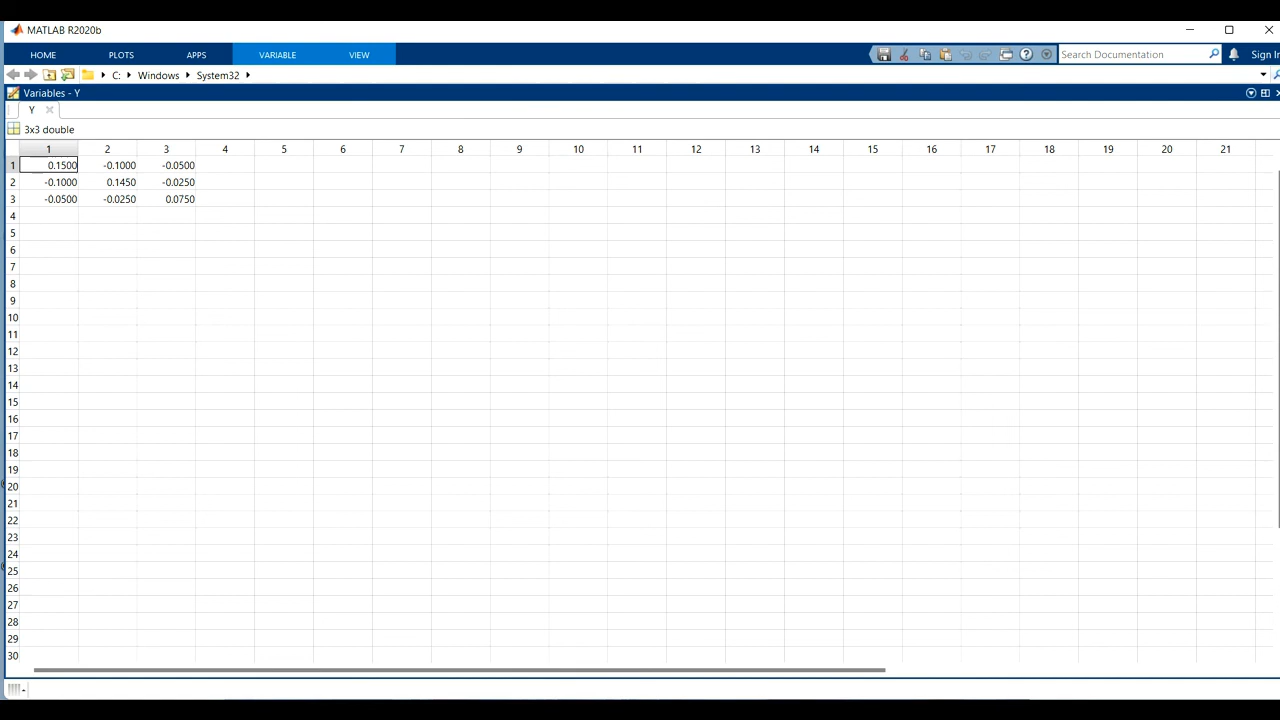 MATLAB R2020b
HOME PLOTS APPS VARIABLE VIEW Search Documentation Sign In
C: Windows System32
Variables - Y
Y
3x3 double
1 2 3 4 5 6 7 8 9 10 11 12 13 14 15 16 17 18 19 20 21
1 0.1500 -0.1000 -0.0500
2 -0.1000 0.1450 -0.0250
3 -0.0500 -0.0250 0.0750
4
5
6
7
8
9
10
11
12
13
14
15
16
17
18
19
20
21
22
23
24
25
26
27
28
29
30